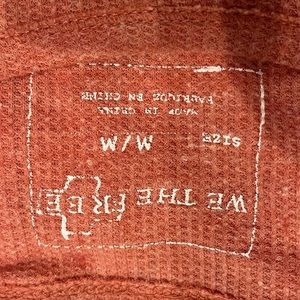 WE THE FREE
SIZE M/M
MADE IN CHINA
FABRIQUE EN CHINE